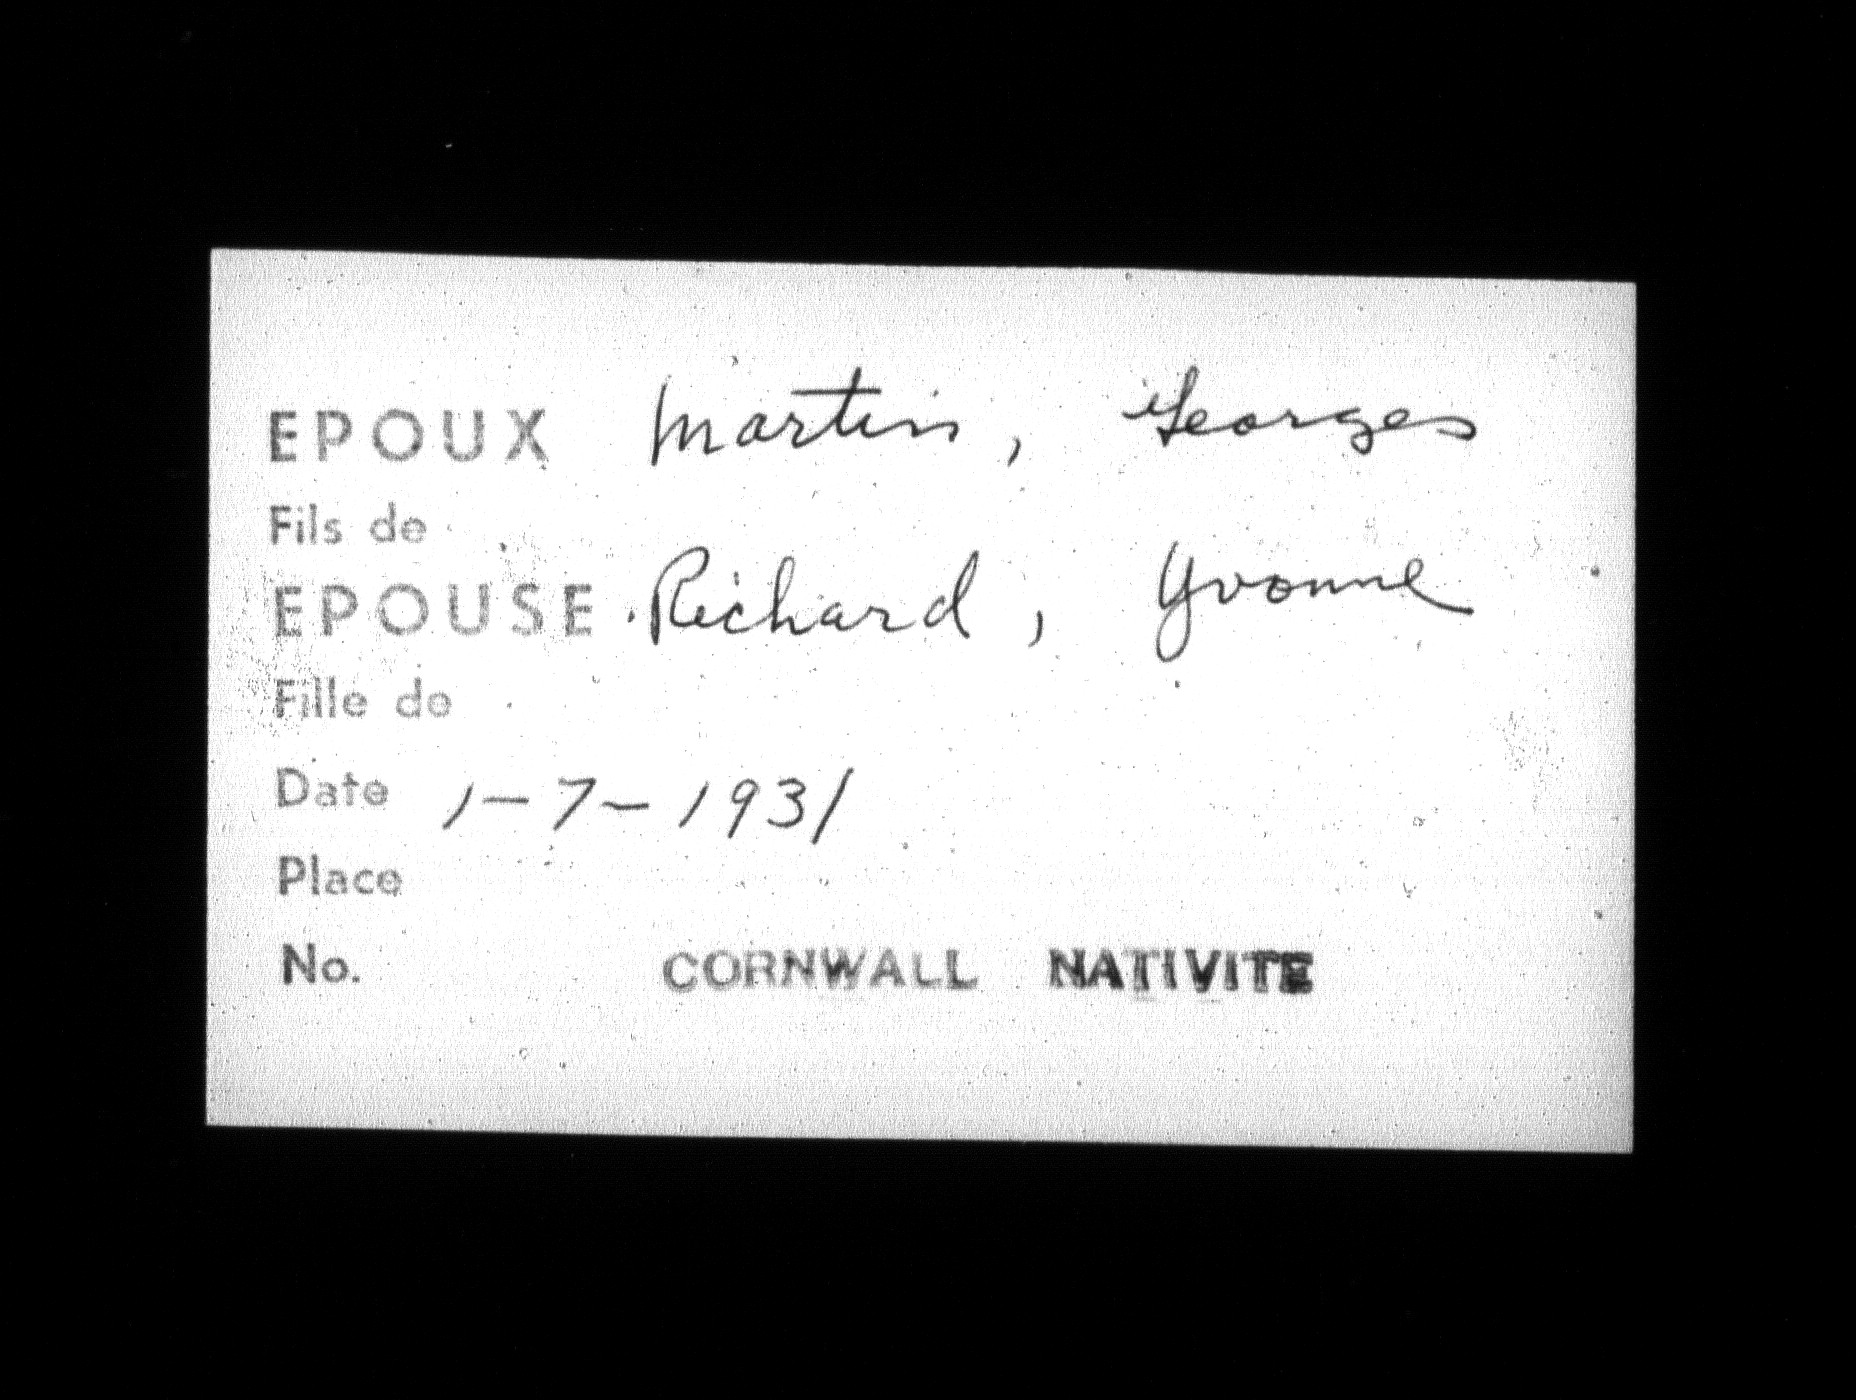 EPOUX Martin, Georges
Fils de
EPOUSE Richard, Yvonne
Fille de
Date 1-7-1931
Place
No. CORNWALL NATIVITE